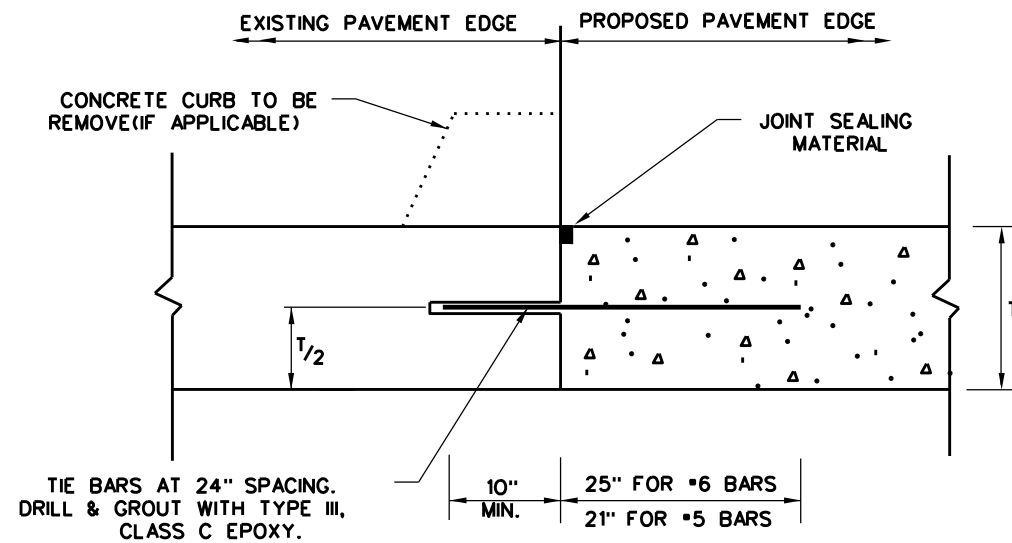 EXISTING PAVEMENT EDGE
PROPOSED PAVEMENT EDGE
CONCRETE CURB TO BE
REMOVE(IF APPLICABLE)
JOINT SEALING
MATERIAL
T/2
T
TIE BARS AT 24" SPACING.
DRILL & GROUT WITH TYPE III,
CLASS C EPOXY.
10"
MIN.
25" FOR #6 BARS
21" FOR #5 BARS